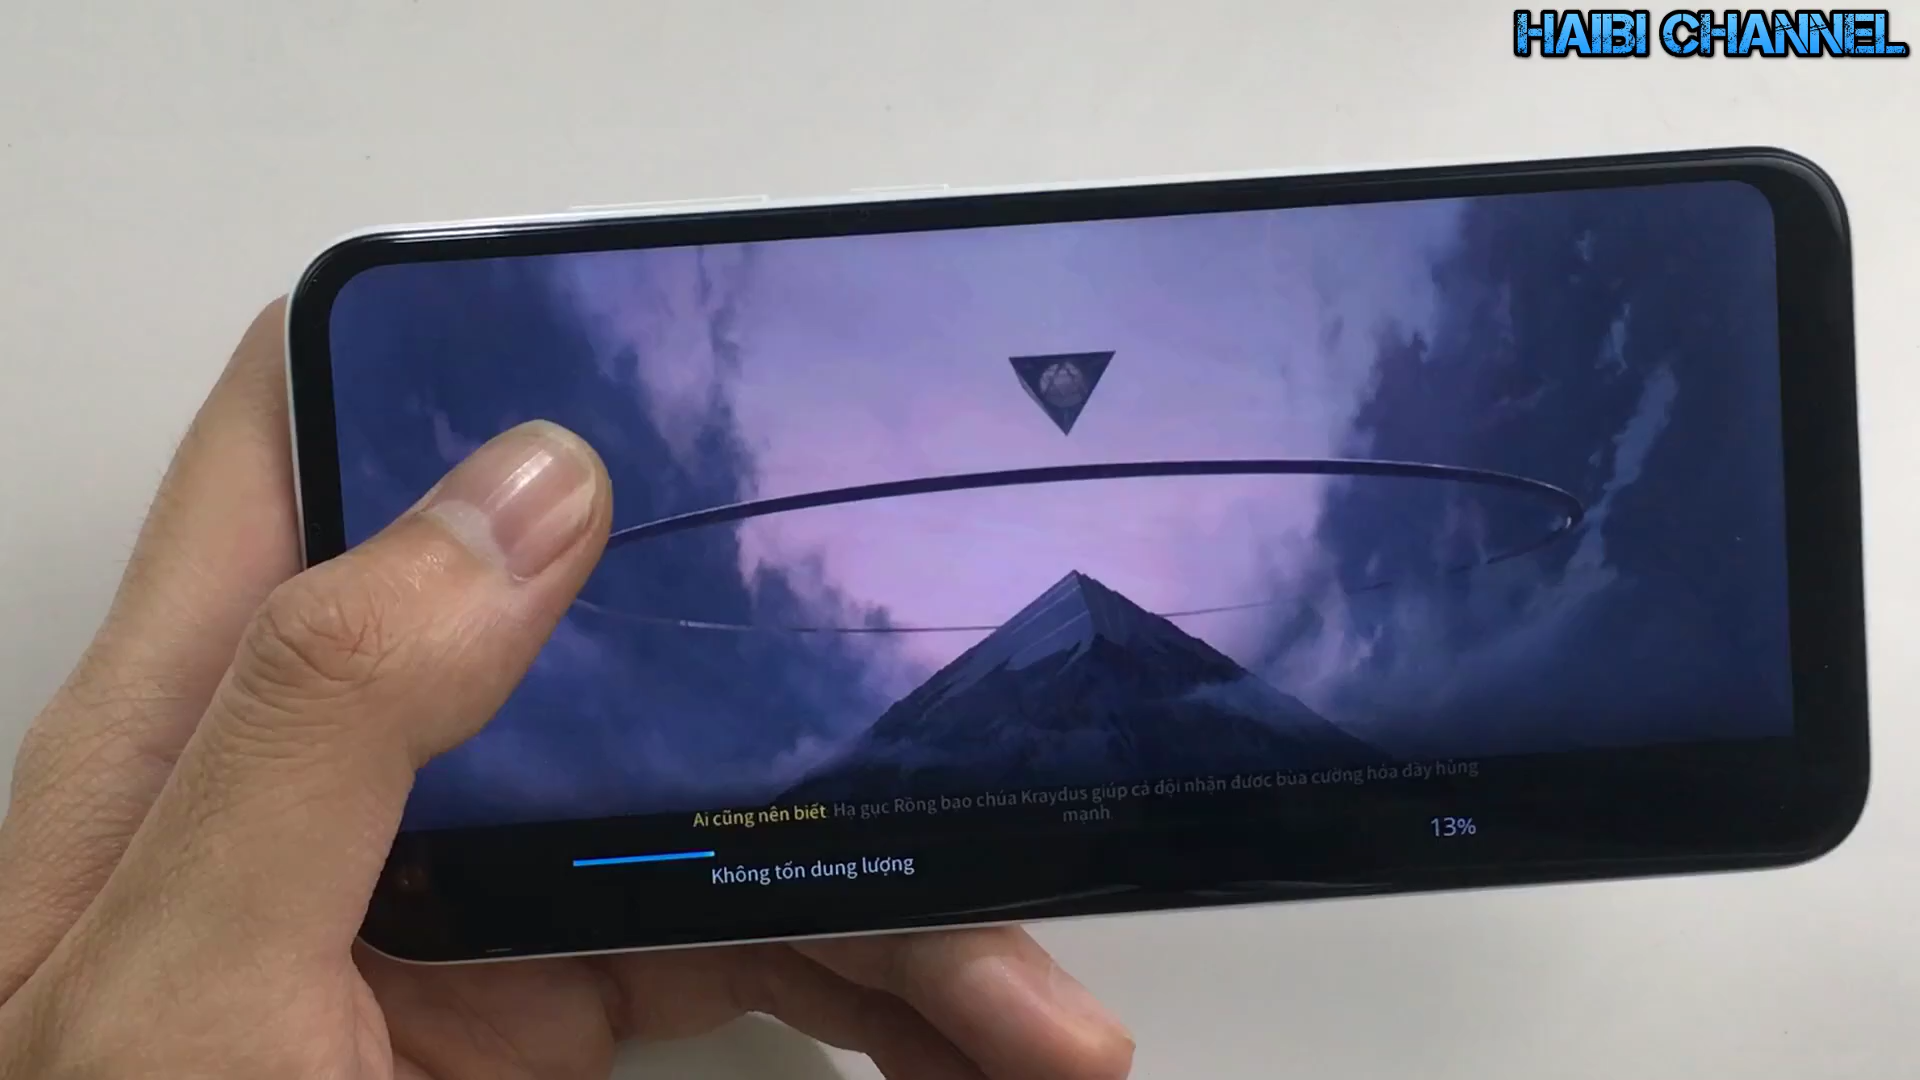 HAIBI CHANNEL
Ai cũng nên biết Hạ gục Rồng bạo chúa Kraydus giúp cả đội nhận được bùa cường hóa đầy hùng
mạnh
13%
Không tốn dung lượng